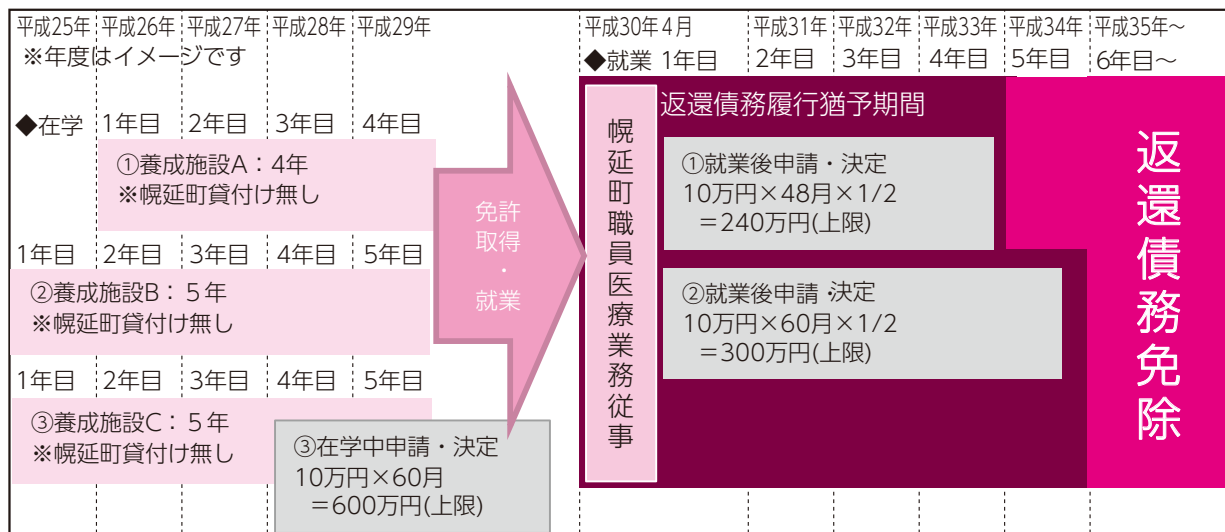 平成25年 平成26年 平成27年 平成28年 平成29年 平成30年4月 平成31年 平成32年 平成33年 平成34年 平成35年～
※年度はイメージです
◆就業 1年目 2年目 3年目 4年目 5年目 6年目～
◆在学 1年目 2年目 3年目 4年目
①養成施設A：4年
※幌延町貸付け無し
1年目 2年目 3年目 4年目 5年目
②養成施設B：５年
※幌延町貸付け無し
1年目 2年目 3年目 4年目 5年目
③養成施設C：５年
※幌延町貸付け無し
③在学中申請・決定
10万円×60月
＝600万円(上限)
免許
取得
・
就業
幌延町職員医療業務従事
返還債務履行猶予期間
①就業後申請・決定
10万円×48月×1/2
＝240万円(上限)
②就業後申請・決定
10万円×60月×1/2
＝300万円(上限)
返還債務免除